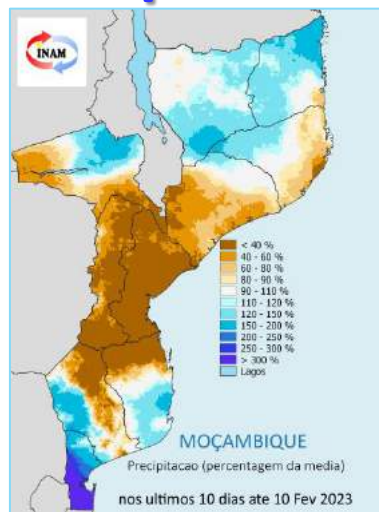 INAM
< 40 %
40 - 60 %
60 - 80 %
80 - 90 %
90 - 110 %
110 - 120 %
120 - 150 %
150 - 200 %
200 - 250 %
250 - 300 %
> 300 %
Lagos
MOÇAMBIQUE
Precipitacao (percentagem da media)
nos ultimos 10 dias ate 10 Fev 2023